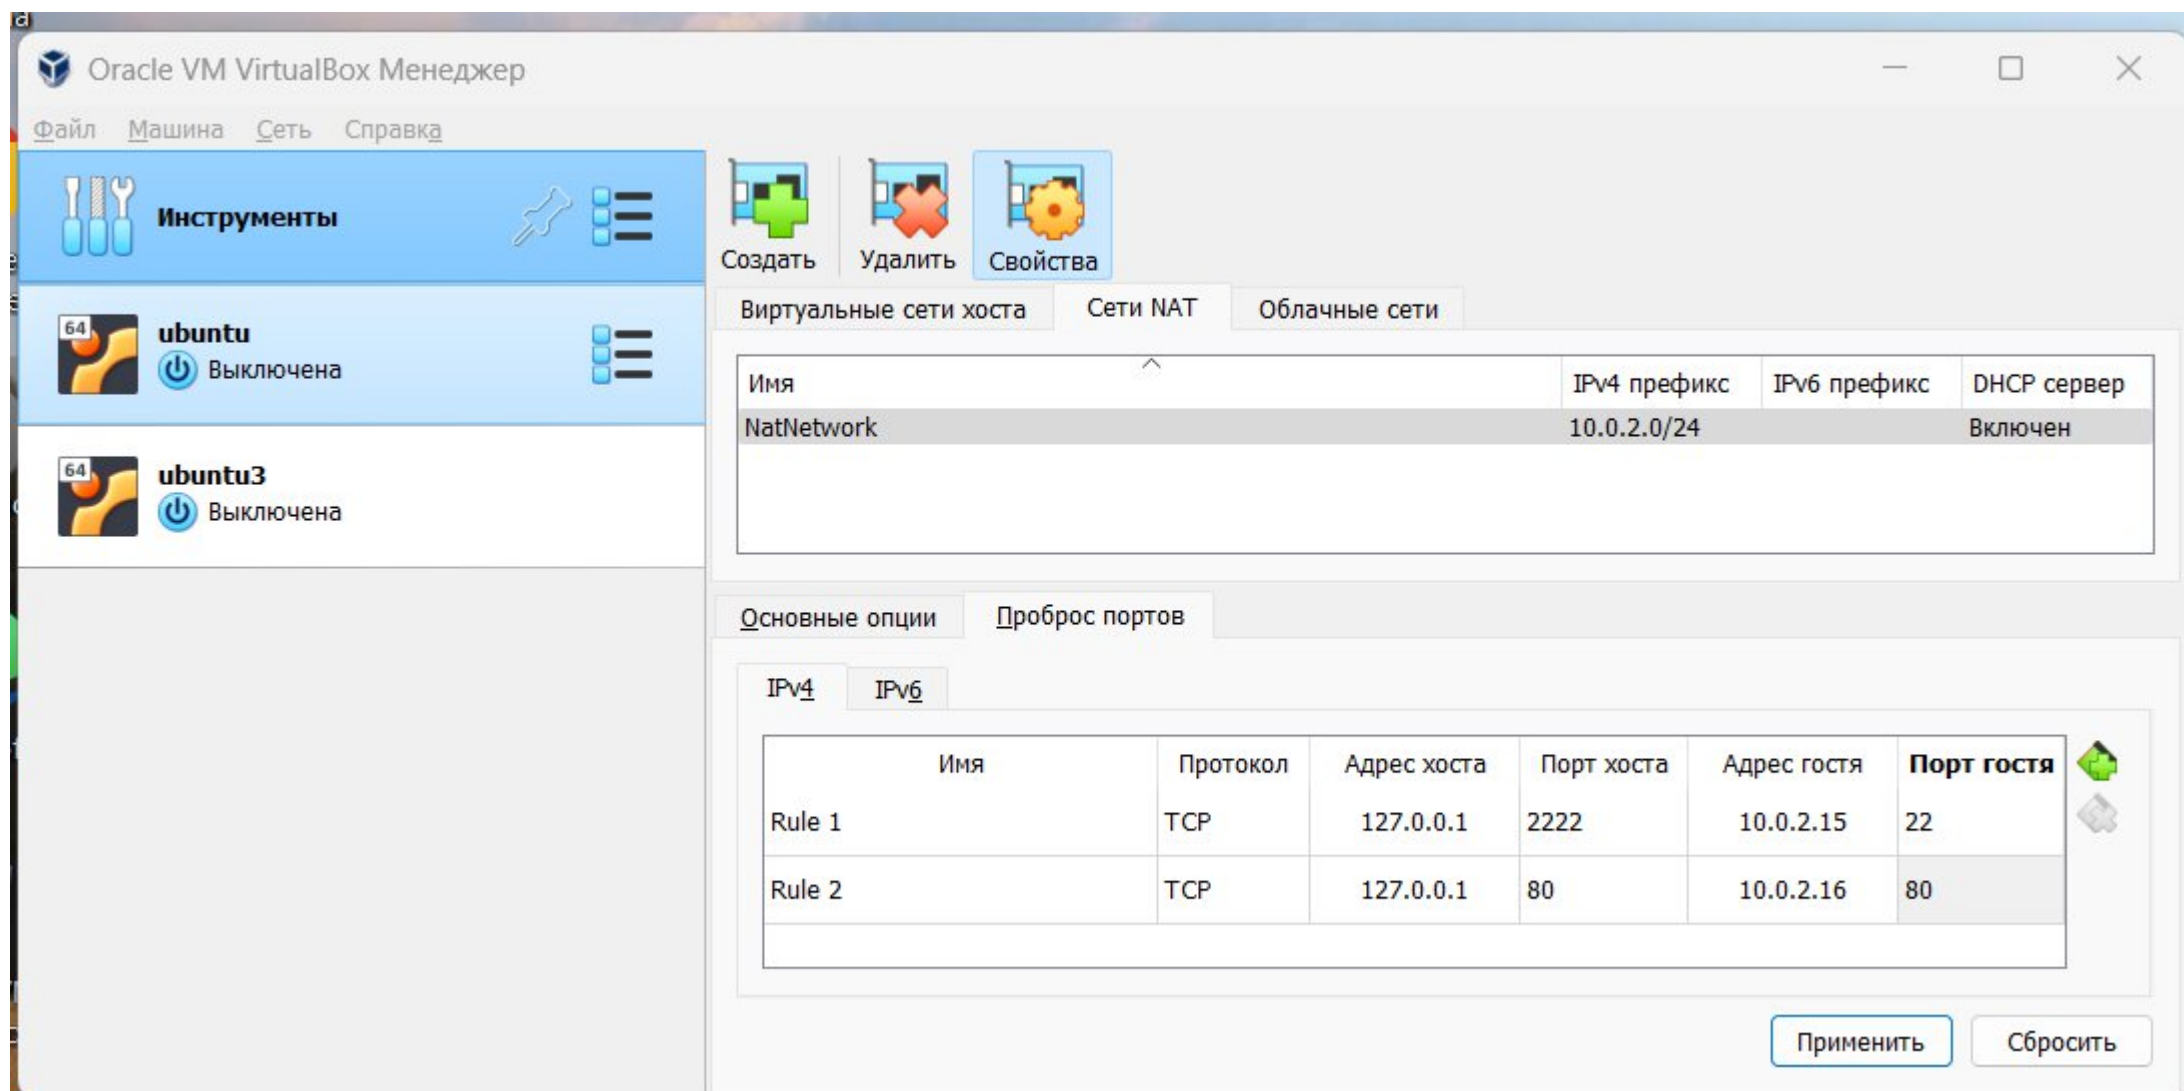 Oracle VM VirtualBox Менеджер
Файл Машина Сеть Справка
Инструменты
64
ubuntu
Выключена
64
ubuntu3
Выключена
Создать Удалить Свойства
Виртуальные сети хоста Сети NAT Облачные сети
Имя IPv4 префикс IPv6 префикс DHCP сервер
NatNetwork 10.0.2.0/24 Включен
Основные опции Проброс портов
IPv4 IPv6
Имя Протокол Адрес хоста Порт хоста Адрес гостя Порт гостя
Rule 1 TCP 127.0.0.1 2222 10.0.2.15 22
Rule 2 TCP 127.0.0.1 80 10.0.2.16 80
Применить Сбросить